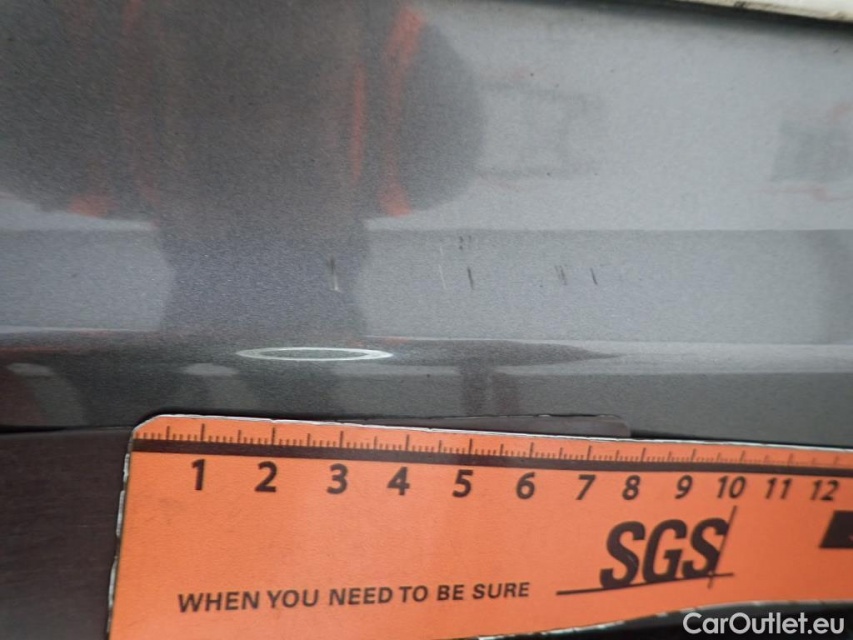 1 2 3 4 5 6 7 8 9 10 11 12
SGS
WHEN YOU NEED TO BE SURE
CarOutlet.eu